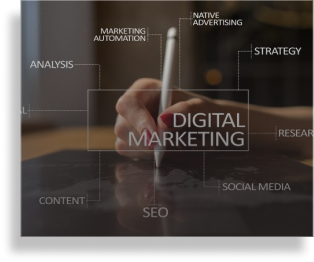 NATIVE
ADVERTISING
MARKETING
AUTOMATION
STRATEGY
ANALYSIS
DIGITAL
MARKETING
CONTENT
SOCIAL MEDIA
SEO